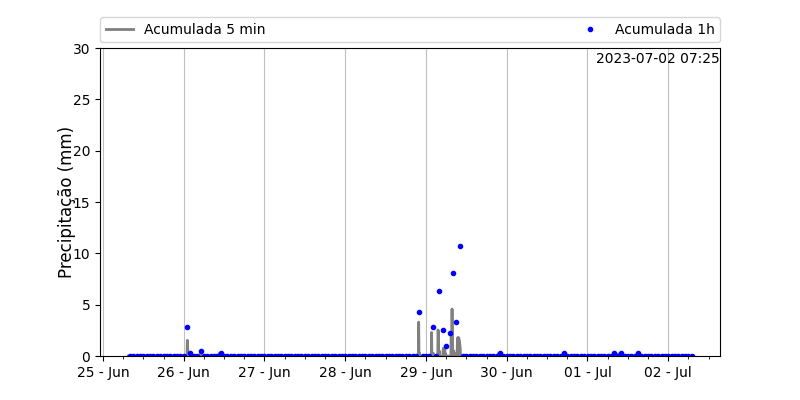 Acumulada 5 min
Acumulada 1h
2023-07-02 07:25
Precipitação (mm)
30
25
20
15
10
5
0
25 - Jun
26 - Jun
27 - Jun
28 - Jun
29 - Jun
30 - Jun
01 - Jul
02 - Jul